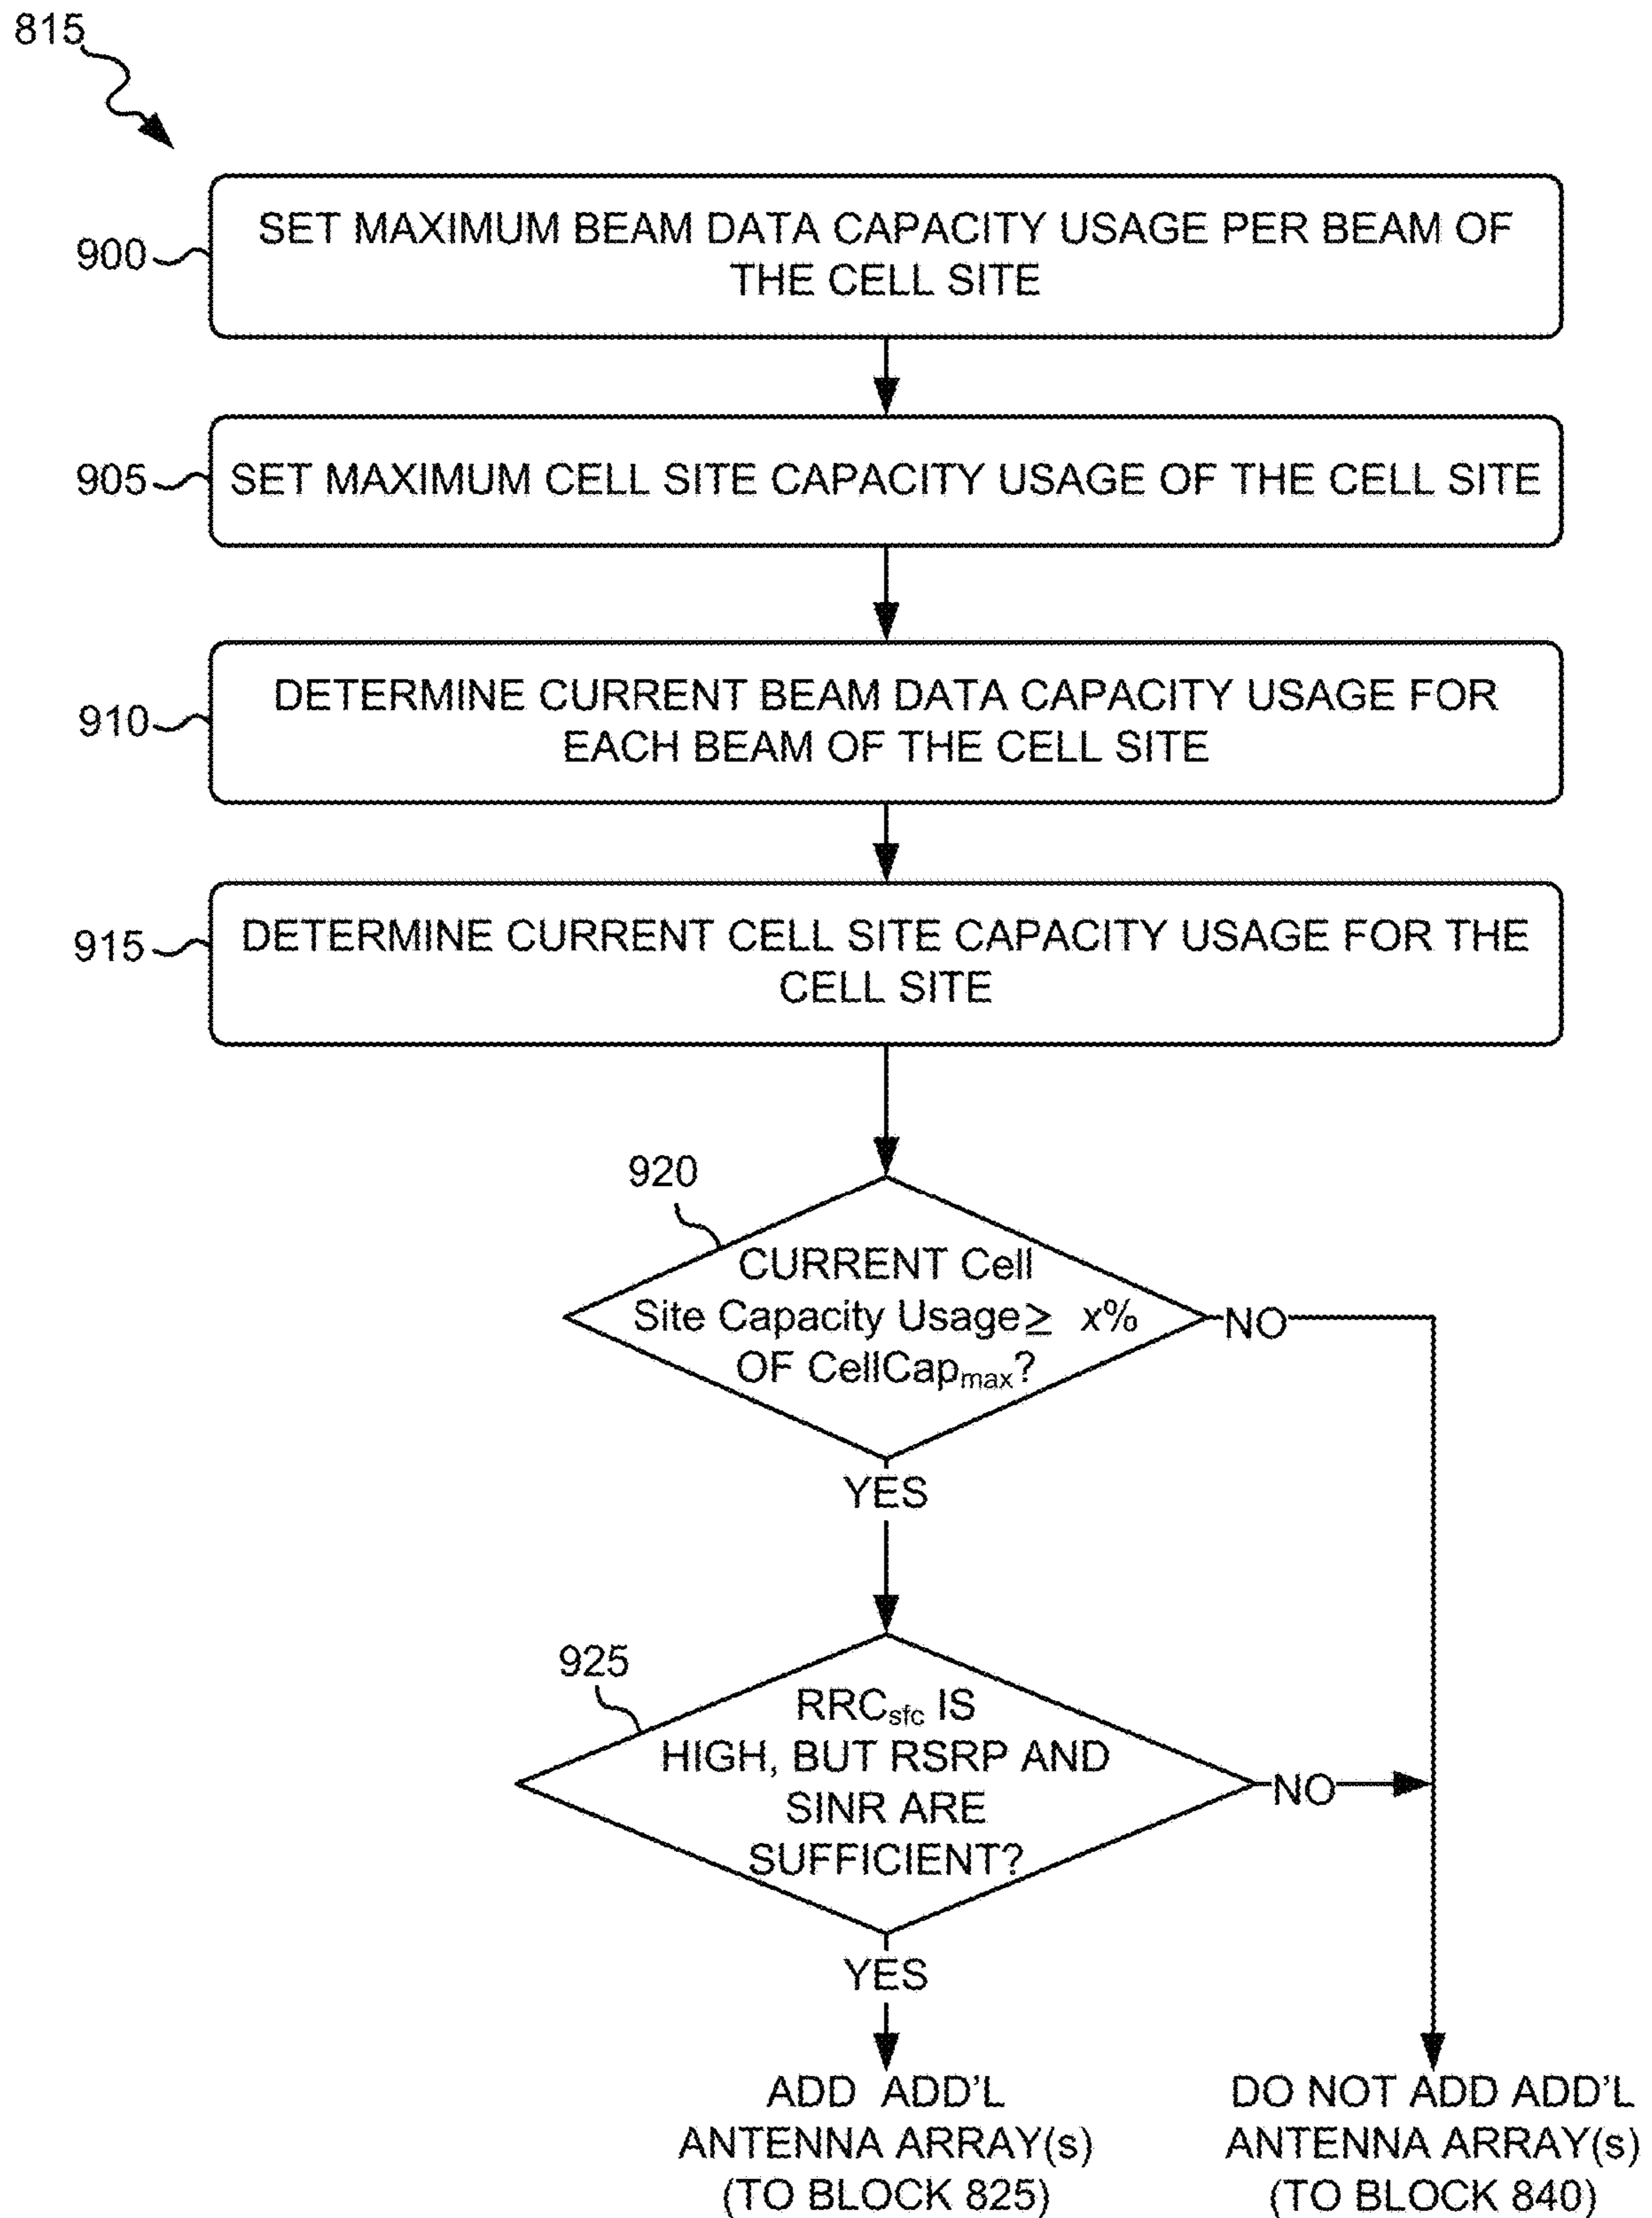 815
900
SET MAXIMUM BEAM DATA CAPACITY USAGE PER BEAM OF
THE CELL SITE
905
SET MAXIMUM CELL SITE CAPACITY USAGE OF THE CELL SITE
910
DETERMINE CURRENT BEAM DATA CAPACITY USAGE FOR
EACH BEAM OF THE CELL SITE
915
DETERMINE CURRENT CELL SITE CAPACITY USAGE FOR THE
CELL SITE
920
CURRENT Cell
Site Capacity Usage ≥ x%
OF CellCapmax?
NO
YES
925
RRCsfc IS
HIGH, BUT RSRP AND
SINR ARE
SUFFICIENT?
NO
YES
ADD ADD'L
ANTENNA ARRAY(s)
(TO BLOCK 825)
DO NOT ADD ADD'L
ANTENNA ARRAY(s)
(TO BLOCK 840)